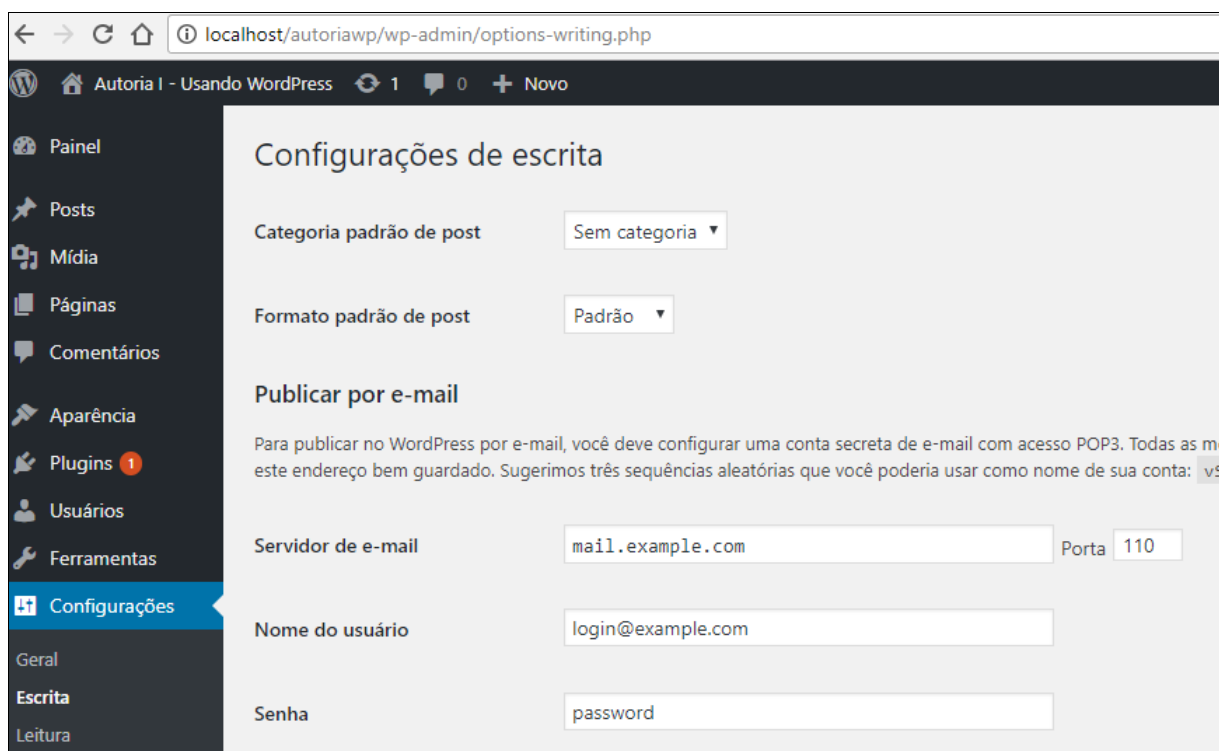 localhost/autoriawp/wp-admin/options-writing.php
Autoria I - Usando WordPress 1 0 Novo
Painel
Posts
Mídia
Páginas
Comentários
Aparência
Plugins 1
Usuários
Ferramentas
Configurações
Geral
Escrita
Leitura
Configurações de escrita
Categoria padrão de post Sem categoria
Formato padrão de post Padrão
Publicar por e-mail
Para publicar no WordPress por e-mail, você deve configurar uma conta secreta de e-mail com acesso POP3. Todas as
este endereço bem guardado. Sugerimos três sequências aleatórias que você poderia usar como nome de sua conta:
Servidor de e-mail mail.example.com Porta 110
Nome do usuário login@example.com
Senha password